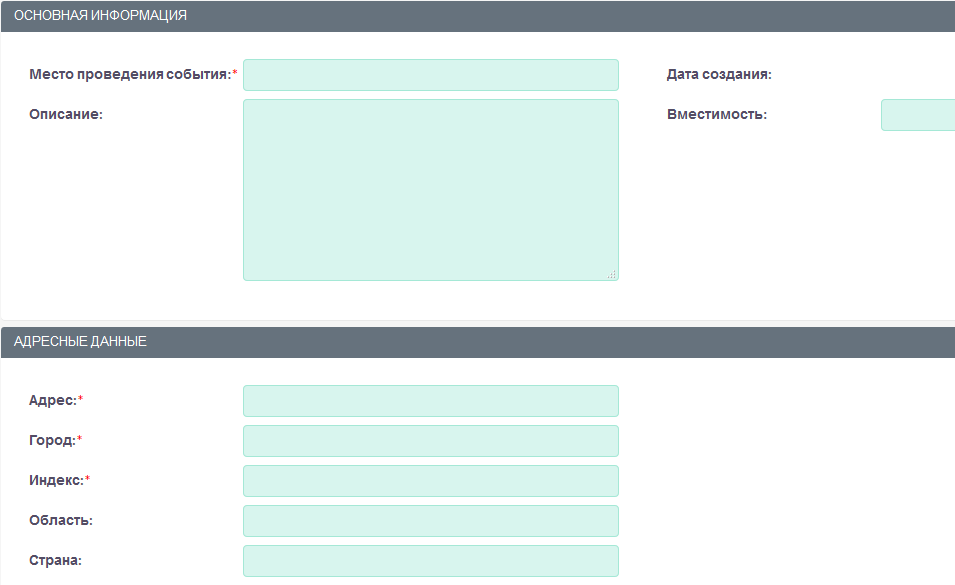 ОСНОВНАЯ ИНФОРМАЦИЯ
Место проведения события:* Дата создания:
Описание: Вместимость:
АДРЕСНЫЕ ДАННЫЕ
Адрес:*
Город:*
Индекс:*
Область:
Страна: